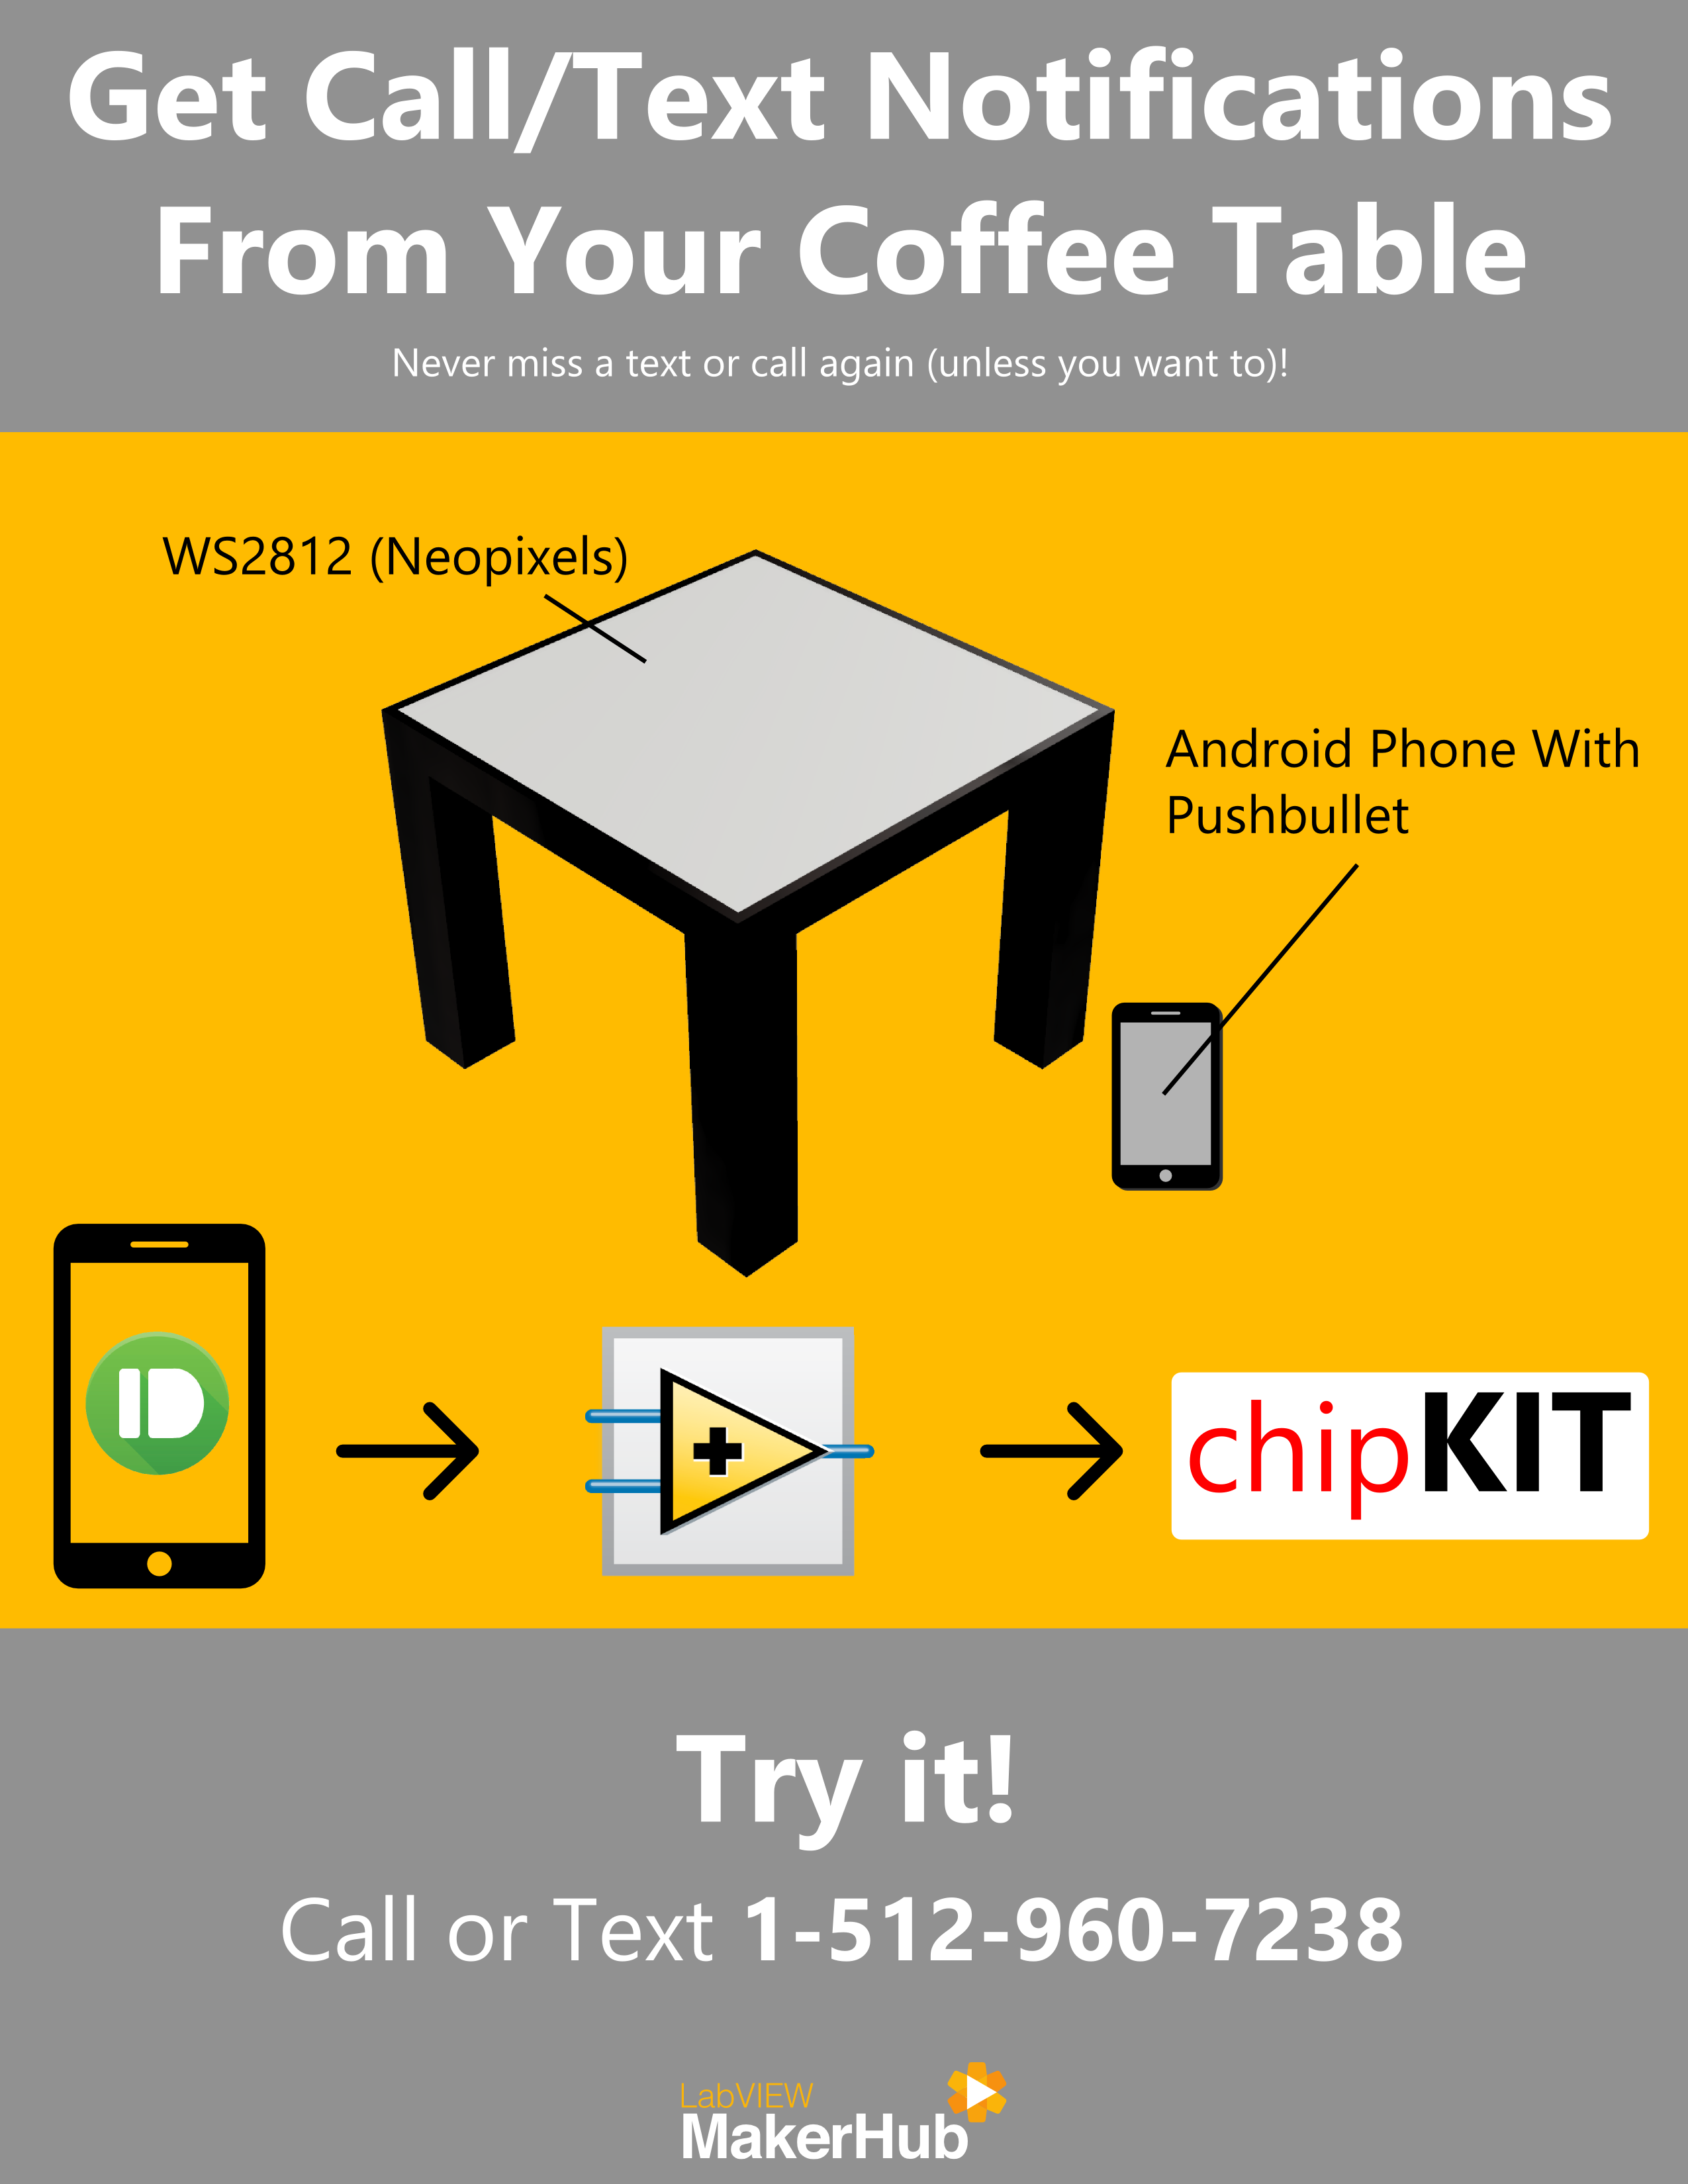 Get Call/Text Notifications
From Your Coffee Table
Never miss a text or call again (unless you want to)!
WS2812 (Neopixels)
Android Phone With
Pushbullet
chipKIT
Try it!
Call or Text 1-512-960-7238
LabVIEW
MakerHub